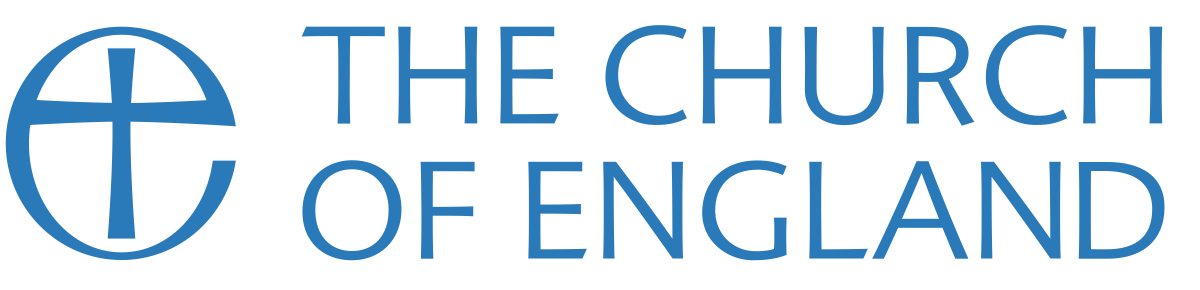 THE CHURCH
OF ENGLAND